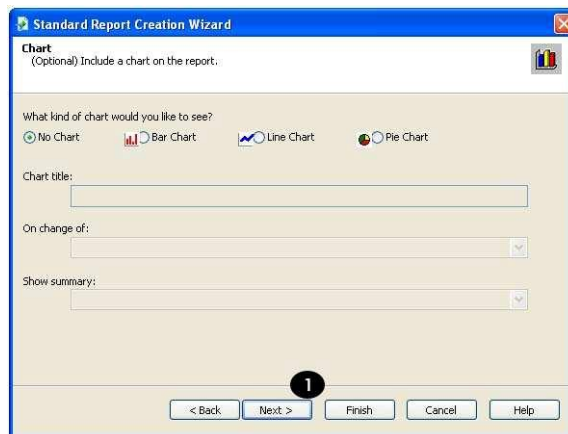 Standard Report Creation Wizard
Chart
(Optional) Include a chart on the report.
What kind of chart would you like to see?
No Chart Bar Chart Line Chart Pie Chart
Chart title:
On change of:
Show summary:
1
< Back Next > Finish Cancel Help